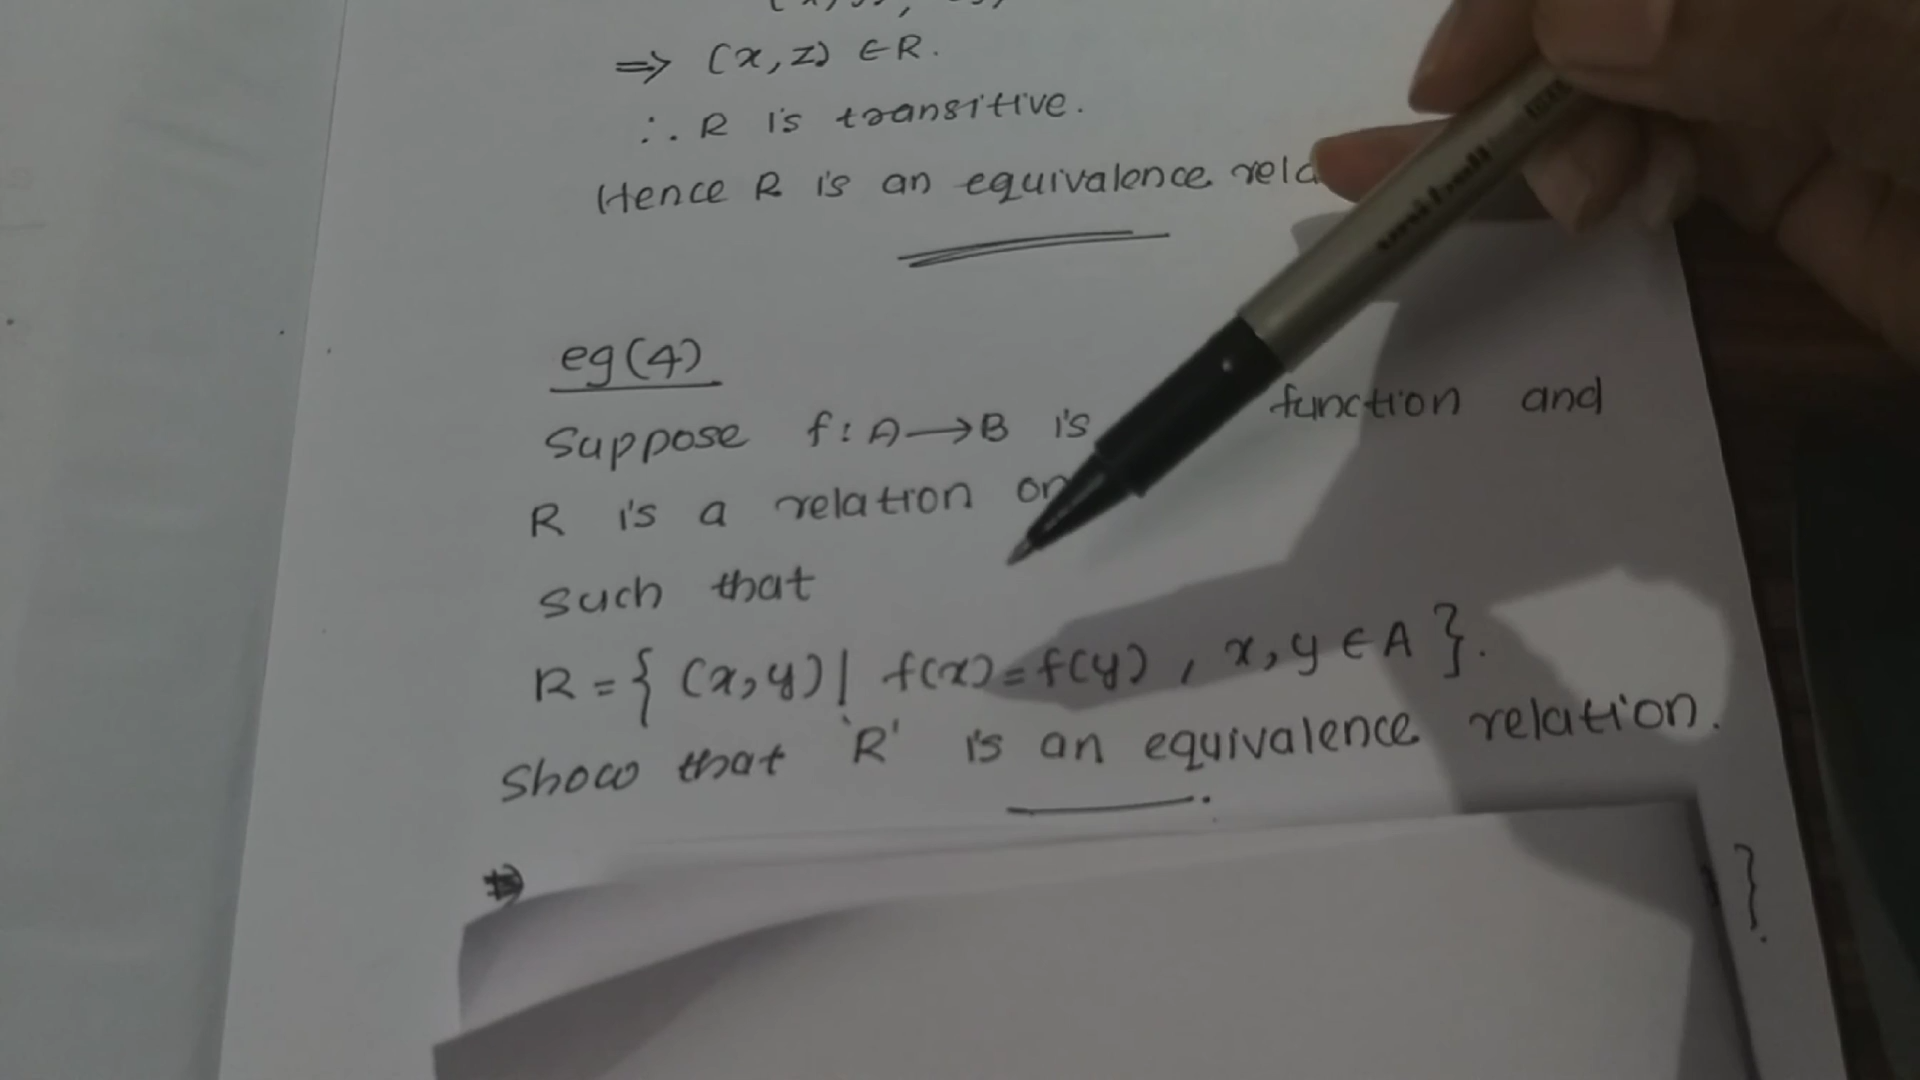 ⇒ (x, z) ∈ R.
∴ R is transitive.
Hence R is an equivalence rela
eg(4)
Suppose f: A → B is function and
R is a relation on
such that
R = { (x, y) | f(x) = f(y) , x, y ∈ A }.
Show that 'R' is an equivalence relation.
}.